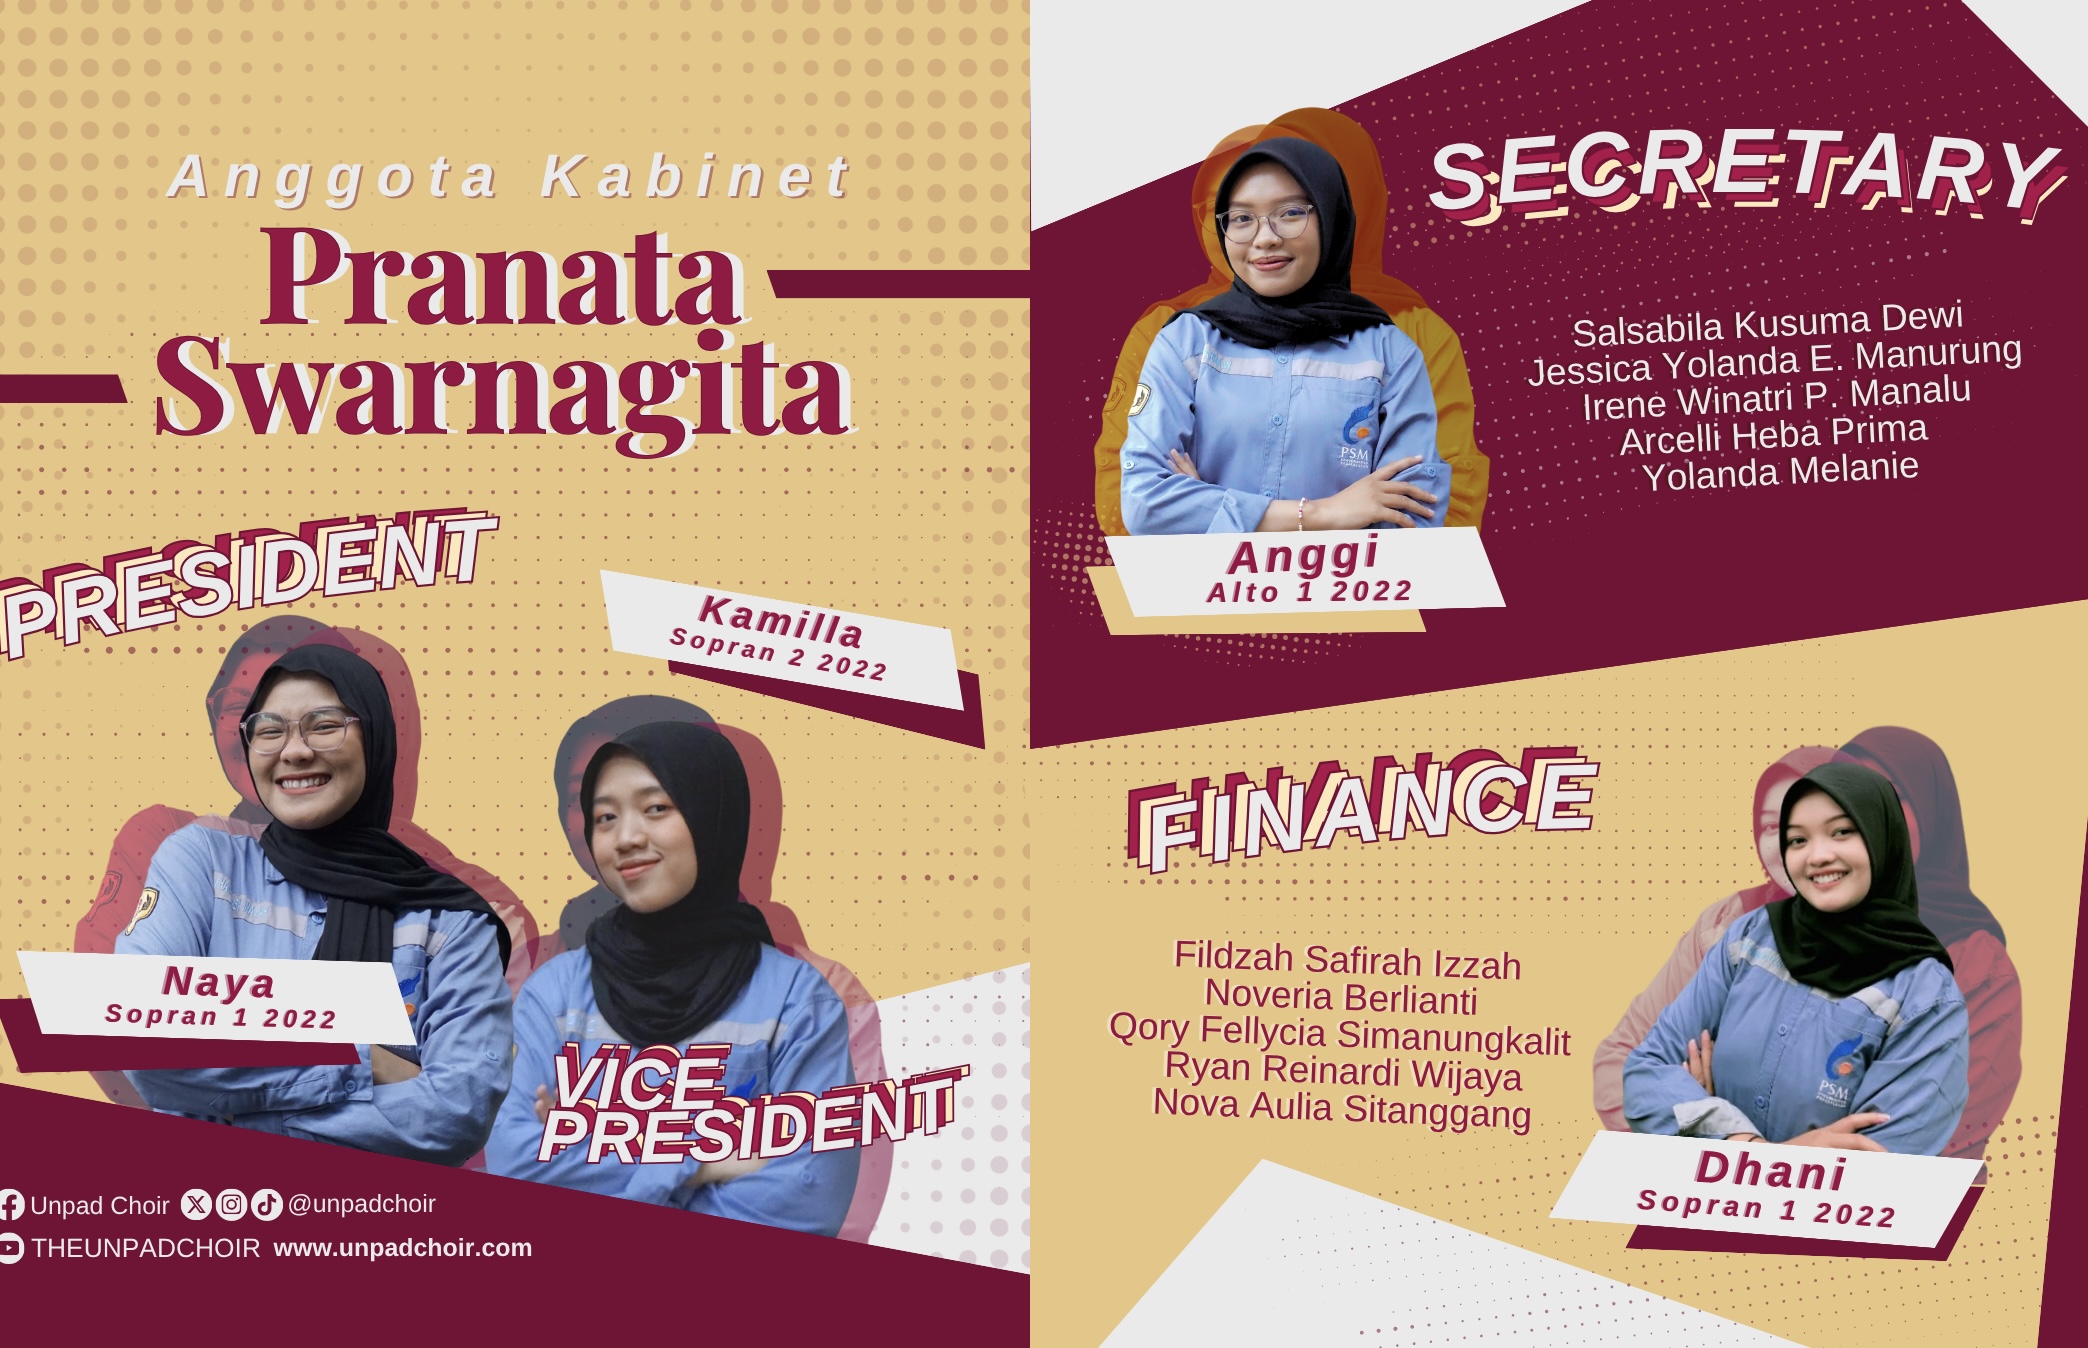 Anggota Kabinet
Pranata
Swarnagita
PRESIDENT
Kamilla
Sopran 2 2022
Naya
Sopran 1 2022
VICE
PRESIDENT
Unpad Choir @unpadchoir
THEUNPADCHOIR www.unpadchoir.com
SECRETARY
Salsabila Kusuma Dewi
Jessica Yolanda E. Manurung
Irene Winatri P. Manalu
Arcelli Heba Prima
Yolanda Melanie
PSM
Anggi
Alto 1 2022
FINANCE
Fildzah Safirah Izzah
Noveria Berlianti
Qory Fellycia Simanungkalit
Ryan Reinardi Wijaya
Nova Aulia Sitanggang
PSM
Dhani
Sopran 1 2022